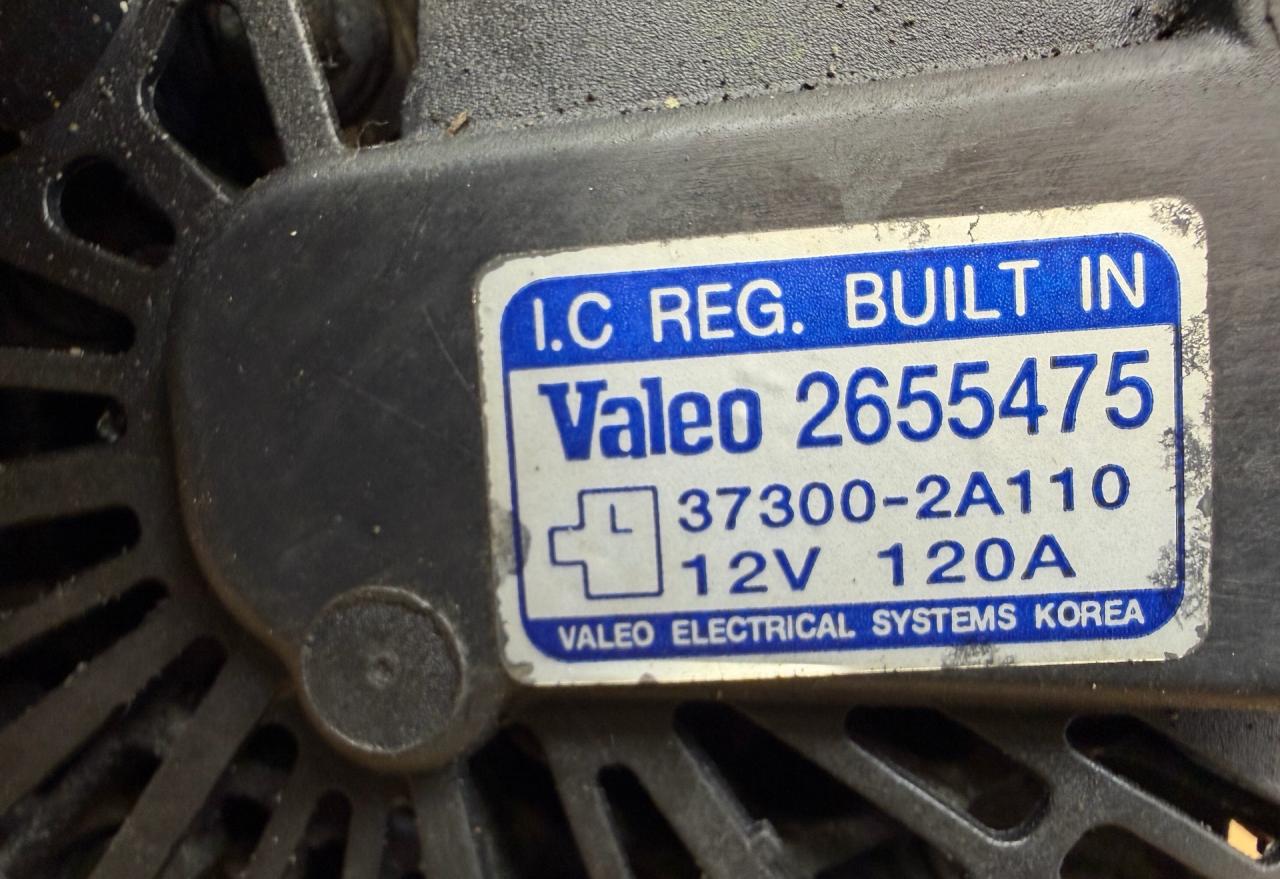 I.C REG. BUILT IN
Valeo 2655475
L 37300-2A110
12V 120A
VALEO ELECTRICAL SYSTEMS KOREA